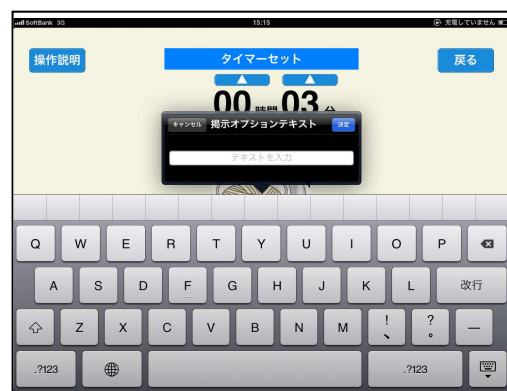 SoftBank 3G 15:15 充電していません
操作説明 タイマーセット 戻る
00 時間 03 分
キャンセル 掲示オプションテキスト 決定
テキストを入力
Q W E R T Y U I O P
A S D F G H J K L 改行
Z X C V B N M ! 、 ? 。 ー
.?123 .?123